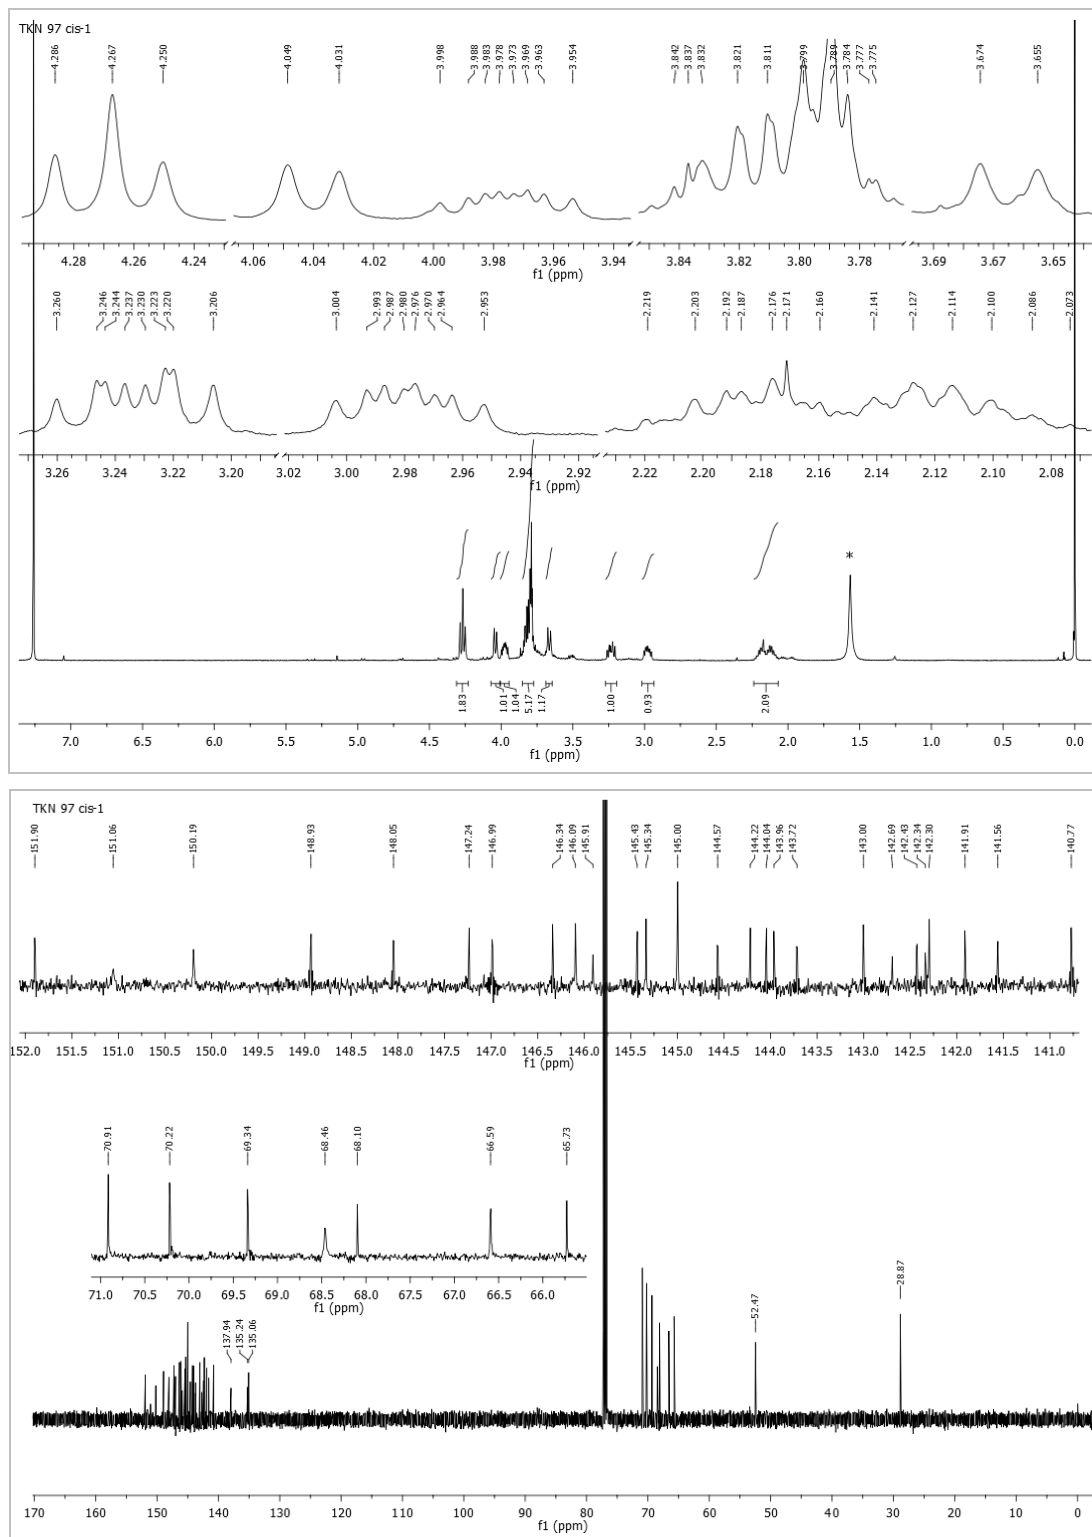 TKN 97 cis-1
4.286 4.267 4.250 4.049 4.031 3.998 3.988 3.983 3.978 3.973 3.969 3.963 3.954 3.842 3.837 3.832 3.821 3.811 3.799 3.789 3.784 3.777 3.775 3.674 3.655
4.28 4.26 4.24 4.06 4.04 4.02 4.00 3.98 3.96 3.94 3.84 3.82 3.80 3.78 3.69 3.67 3.65
f1 (ppm)
3.260 3.246 3.244 3.237 3.230 3.223 3.220 3.206 3.004 2.993 2.987 2.980 2.976 2.970 2.964 2.953 2.219 2.203 2.192 2.187 2.176 2.171 2.160 2.141 2.127 2.114 2.100 2.086 2.073
3.26 3.24 3.22 3.20 3.02 3.00 2.98 2.96 2.94 2.92 2.22 2.20 2.18 2.16 2.14 2.12 2.10 2.08
f1 (ppm)
*
1.83 1.01 1.04 5.17 1.17 1.00 0.93 2.09
7.0 6.5 6.0 5.5 5.0 4.5 4.0 3.5 3.0 2.5 2.0 1.5 1.0 0.5 0.0
f1 (ppm)
TKN 97 cis-1
151.90 151.06 150.19 148.93 148.05 147.24 146.99 146.34 146.09 145.91 145.43 145.34 145.00 144.57 144.22 144.04 143.96 143.72 143.00 142.69 142.43 142.34 142.30 141.91 141.56 140.77
152.0 151.5 151.0 150.5 150.0 149.5 149.0 148.5 148.0 147.5 147.0 146.5 146.0 145.5 145.0 144.5 144.0 143.5 143.0 142.5 142.0 141.5 141.0
f1 (ppm)
70.91 70.22 69.34 68.46 68.10 66.59 65.73
71.0 70.5 70.0 69.5 69.0 68.5 68.0 67.5 67.0 66.5 66.0
f1 (ppm)
137.94 135.24 135.06 52.47 28.87
170 160 150 140 130 120 110 100 90 80 70 60 50 40 30 20 10 0
f1 (ppm)